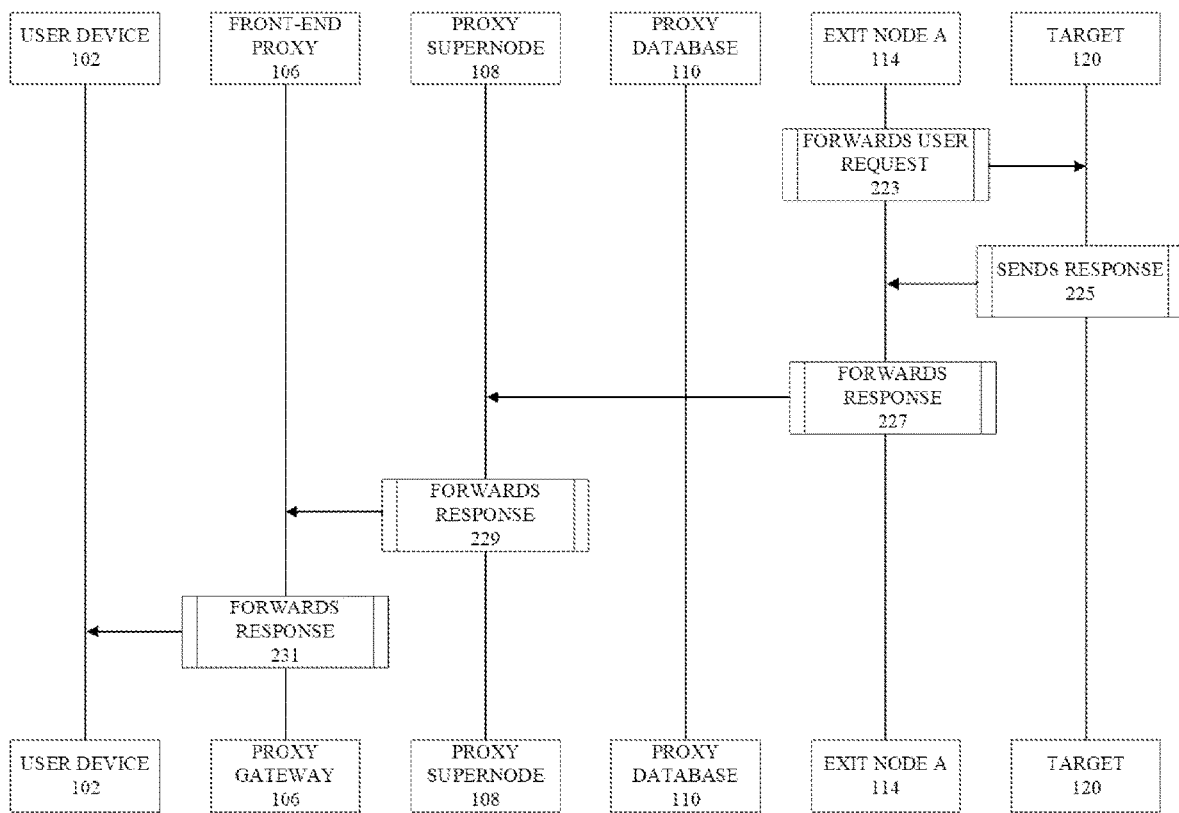 USER DEVICE
102
FRONT-END
PROXY
106
PROXY
SUPERNODE
108
PROXY
DATABASE
110
EXIT NODE A
114
TARGET
120
FORWARDS USER
REQUEST
223
SENDS RESPONSE
225
FORWARDS
RESPONSE
227
FORWARDS
RESPONSE
229
FORWARDS
RESPONSE
231
USER DEVICE
102
PROXY
GATEWAY
106
PROXY
SUPERNODE
108
PROXY
DATABASE
110
EXIT NODE A
114
TARGET
120